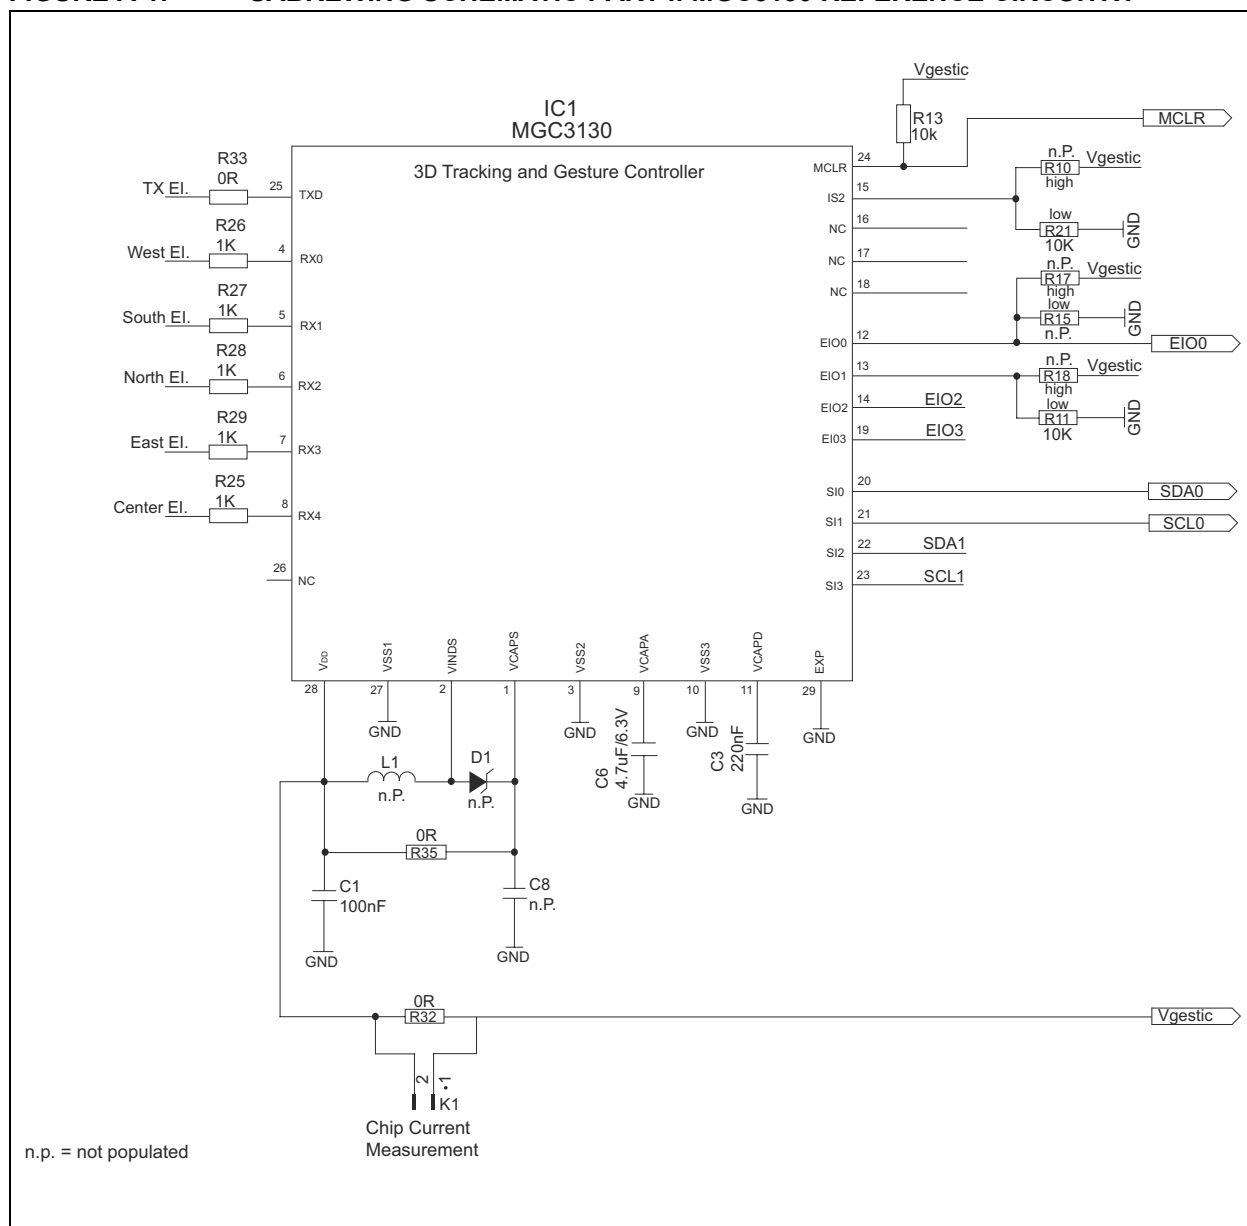 IC1
MGC3130
3D Tracking and Gesture Controller
R33
0R
TX El.
25
TXD
R26
1K
West El.
4
RX0
R27
1K
South El.
5
RX1
R28
1K
North El.
6
RX2
R29
1K
East El.
7
RX3
R25
1K
Center El.
8
RX4
26
NC
Vgestic
R13
10k
MCLR
24
MCLR
n.P.
R10
high
Vgestic
15
IS2
low
R21
10K
GND
16
NC
17
NC
18
NC
n.P.
R17
high
Vgestic
low
R15
n.P.
GND
12
EIO0
EIO0
13
EIO1
n.P.
R18
high
Vgestic
low
R11
10K
GND
14
EIO2
EIO2
19
EI03
EIO3
20
SI0
SDA0
21
SI1
SCL0
22
SI2
SDA1
23
SI3
SCL1
VDD
VSS1
VINDS
VCAPS
VSS2
VCAPA
VSS3
VCAPD
EXP
28
27
2
1
3
9
10
11
29
GND
GND
GND
GND
C6
4.7uF/6.3V
GND
C3
220nF
GND
L1
n.P.
D1
n.P.
0R
R35
C1
100nF
GND
C8
n.P.
GND
0R
R32
Vgestic
2
1
K1
Chip Current
Measurement
n.p. = not populated